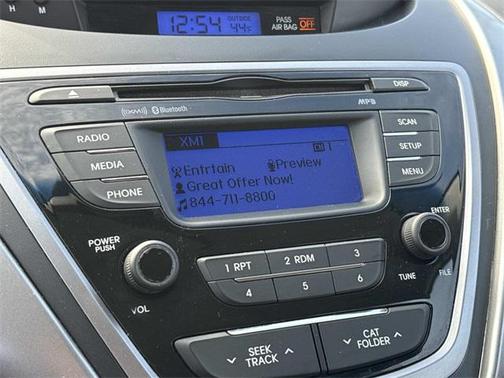 H M
12:54 OUTSIDE 44°F
PASS AIR BAG OFF
DISP
((XM)) Bluetooth MP3
RADIO
MEDIA
PHONE
XM1
1
Entrtain Preview
Great Offer Now!
844-711-8800
SCAN
SETUP
MENU
POWER
PUSH
VOL
ENTER
TUNE FILE
1 RPT 2 RDM 3
4 5 6
SEEK
TRACK
CAT
FOLDER